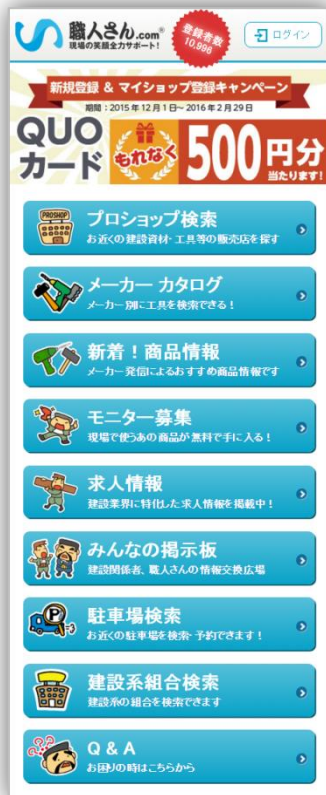 職人さん.com
現場の笑顔全力サポート!
登録者数
10,996
ログイン
新規登録 & マイショップ登録キャンペーン
期間:2015年12月1日~2016年2月29日
QUO
カード
もれなく
500円分
当たります!
PROSHOP
プロショップ検索
お近くの建設資材・工具等の販売店を探す
メーカー カタログ
メーカー別に工具を検索できる!
新着!商品情報
メーカー発信によるおすすめ商品情報です
モニター募集
現場で使うあの商品が無料で手に入る!
求人情報
建設業界に特化した求人情報を掲載中!
みんなの掲示板
建設関係者、職人さんの情報交換広場
P
駐車場検索
お近くの駐車場を検索・予約できます!
建設系組合検索
建設系の組合を検索できます
???
Q & A
お困りの時はこちらから